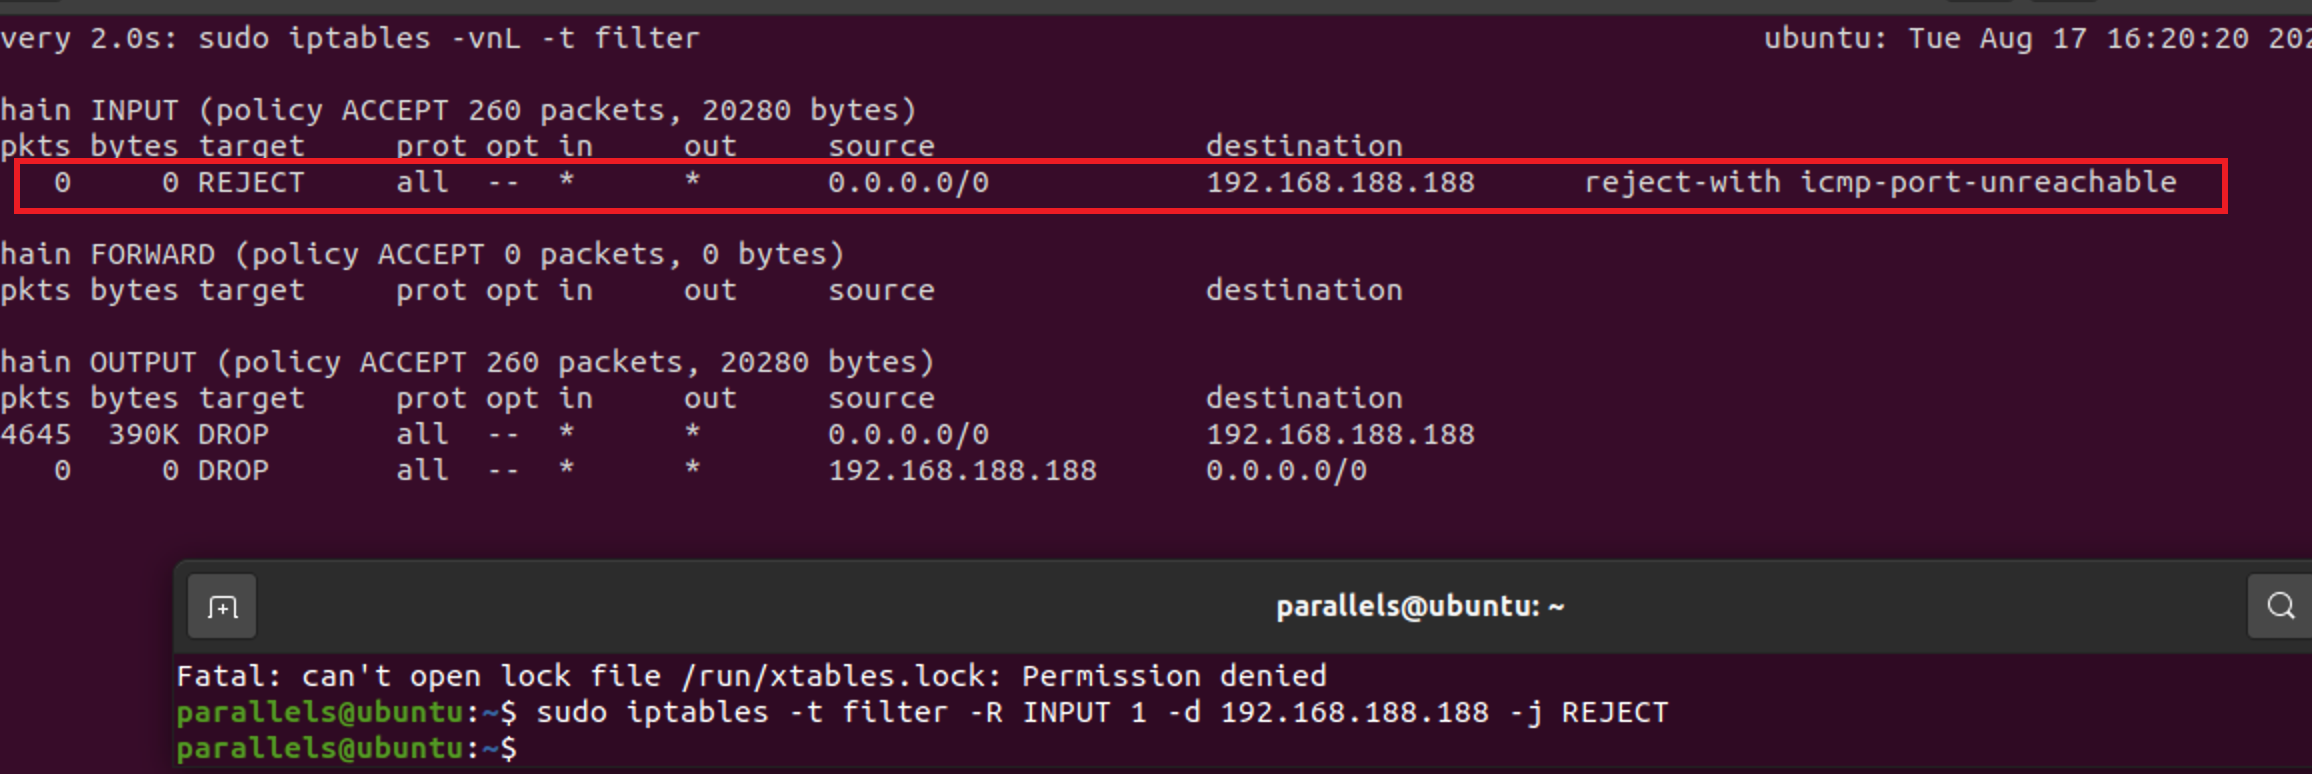 very 2.0s: sudo iptables -vnL -t filter ubuntu: Tue Aug 17 16:20:20 202
hain INPUT (policy ACCEPT 260 packets, 20280 bytes)
pkts bytes target prot opt in out source destination
0 0 REJECT all -- * * 0.0.0.0/0 192.168.188.188 reject-with icmp-port-unreachable
hain FORWARD (policy ACCEPT 0 packets, 0 bytes)
pkts bytes target prot opt in out source destination
hain OUTPUT (policy ACCEPT 260 packets, 20280 bytes)
pkts bytes target prot opt in out source destination
4645 390K DROP all -- * * 0.0.0.0/0 192.168.188.188
0 0 DROP all -- * * 192.168.188.188 0.0.0.0/0
parallels@ubuntu: ~
Fatal: can't open lock file /run/xtables.lock: Permission denied
parallels@ubuntu:~$ sudo iptables -t filter -R INPUT 1 -d 192.168.188.188 -j REJECT
parallels@ubuntu:~$